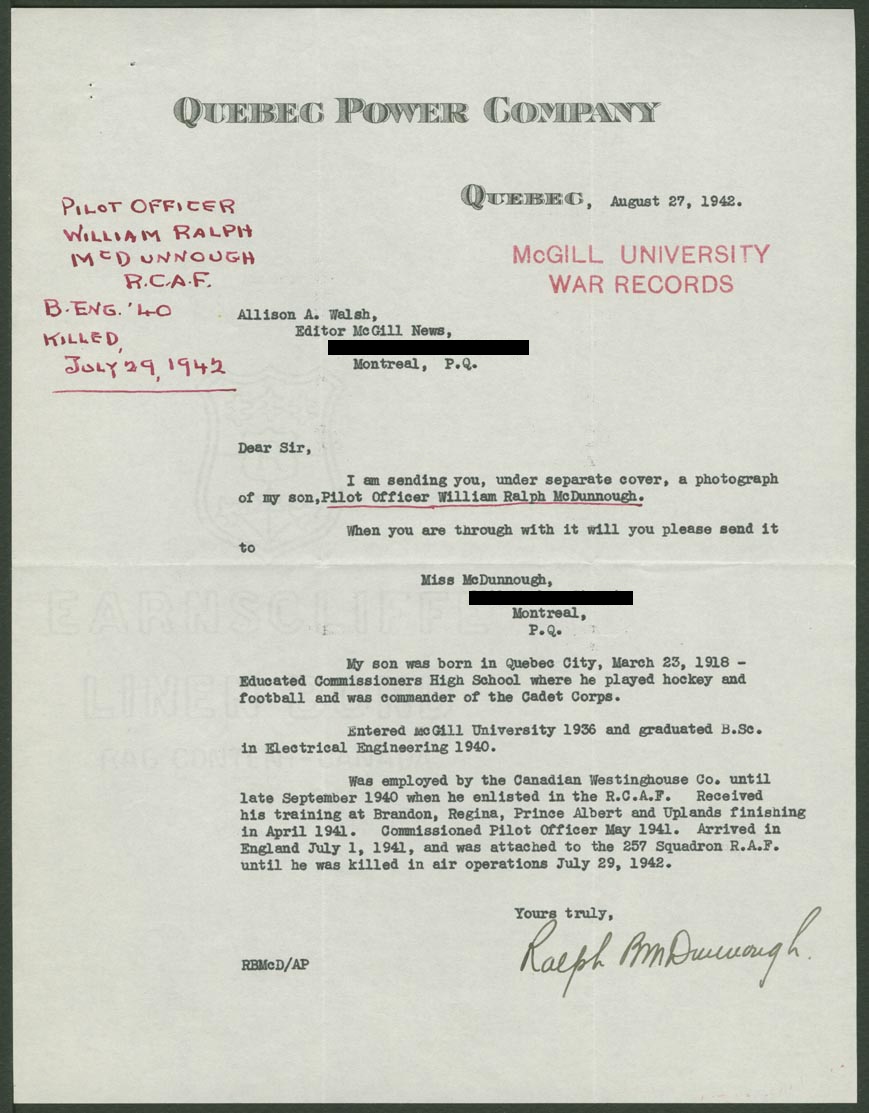 QUEBEC POWER COMPANY
QUEBEC, August 27, 1942.
PILOT OFFICER
WILLIAM RALPH
McDUNNOUGH
R.C.A.F.
B. ENG. '40
KILLED,
JULY 29, 1942
McGILL UNIVERSITY
WAR RECORDS
Allison A. Walsh,
Editor McGill News,
Montreal, P.Q.
Dear Sir,
I am sending you, under separate cover, a photograph
of my son,Pilot Officer William Ralph McDunnough.
When you are through with it will you please send it
to
Miss McDunnough,
Montreal,
P.Q.
My son was born in Quebec City, March 23, 1918 -
Educated Commissioners High School where he played hockey and
football and was commander of the Cadet Corps.
Entered McGill University 1936 and graduated B.Sc.
in Electrical Engineering 1940.
Was employed by the Canadian Westinghouse Co. until
late September 1940 when he enlisted in the R.C.A.F. Received
his training at Brandon, Regina, Prince Albert and Uplands finishing
in April 1941. Commissioned Pilot Officer May 1941. Arrived in
England July 1, 1941, and was attached to the 257 Squadron R.A.F.
until he was killed in air operations July 29, 1942.
Yours truly,
Ralph B McDunnough.
RBMcD/AP
EARNSCLIFFE
LINEN BOND
RAG CONTENT CANADA